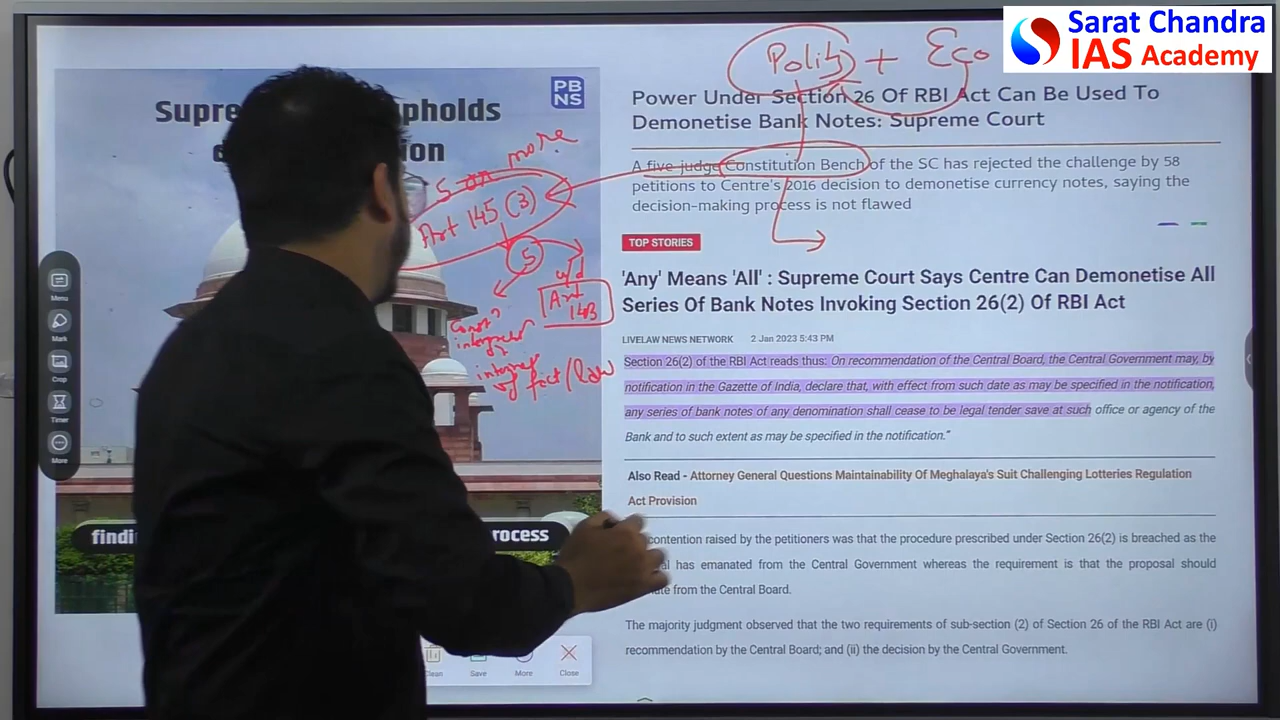 Sarat Chandra
IAS Academy
Polity + Eco
PB
NS
Supre pholds
ion
Power Under Section 26 Of RBI Act Can Be Used To
Demonetise Bank Notes: Supreme Court
A five judge Constitution Bench of the SC has rejected the challenge by 58
petitions to Centre's 2016 decision to demonetise currency notes, saying the
decision-making process is not flawed
5 or more
Art 145 (3)
5
u/d
Art
143
interpret
of fact/law
TOP STORIES
'Any' Means 'All' : Supreme Court Says Centre Can Demonetise All
Series Of Bank Notes Invoking Section 26(2) Of RBI Act
LIVELAW NEWS NETWORK 2 Jan 2023 5:43 PM
Section 26(2) of the RBI Act reads thus: On recommendation of the Central Board, the Central Government may, by
notification in the Gazette of India, declare that, with effect from such date as may be specified in the notification,
any series of bank notes of any denomination shall cease to be legal tender save at such office or agency of the
Bank and to such extent as may be specified in the notification."
Also Read - Attorney General Questions Maintainability Of Meghalaya's Suit Challenging Lotteries Regulation
Act Provision
contention raised by the petitioners was that the procedure prescribed under Section 26(2) is breached as the
has emanated from the Central Government whereas the requirement is that the proposal should
from the Central Board.
The majority judgment observed that the two requirements of sub-section (2) of Section 26 of the RBI Act are (i)
recommendation by the Central Board; and (ii) the decision by the Central Government.
findi rocess
Menu
Mark
Crop
Timer
More
Clean
Save
More
Close